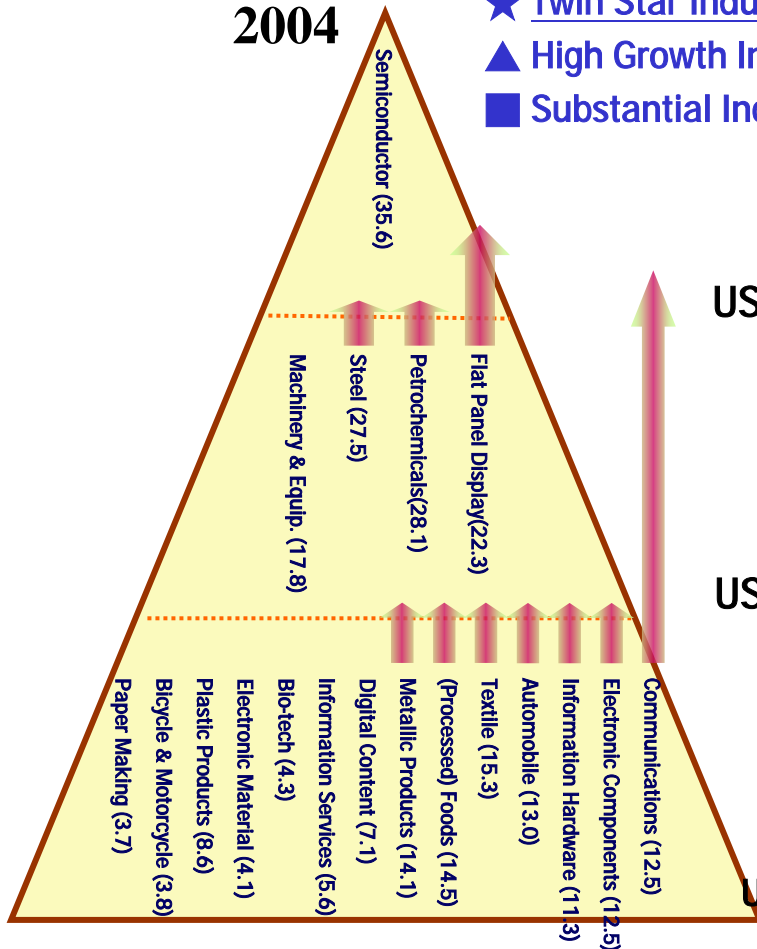 2004
Twin Star Indu
High Growth In
Substantial Ind
Semiconductor (35.6)
US
Machinery & Equip. (17.8)
Steel (27.5)
Petrochemicals(28.1)
Flat Panel Display(22.3)
US
Paper Making (3.7)
Bicycle & Motorcycle (3.8)
Plastic Products (8.6)
Electronic Material (4.1)
Bio-tech (4.3)
Information Services (5.6)
Digital Content (7.1)
Metallic Products (14.1)
(Processed) Foods (14.5)
Textile (15.3)
Automobile (13.0)
Information Hardware (11.3)
Electronic Components (12.5)
Communications (12.5)
U